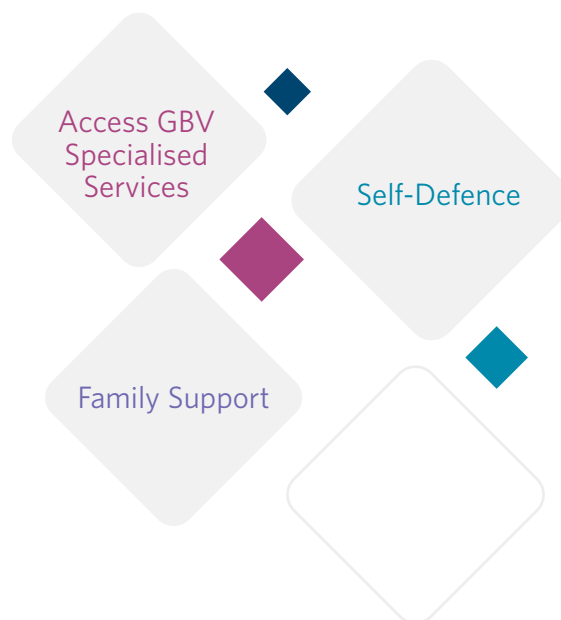 Access GBV
Specialised
Services
Self-Defence
Family Support